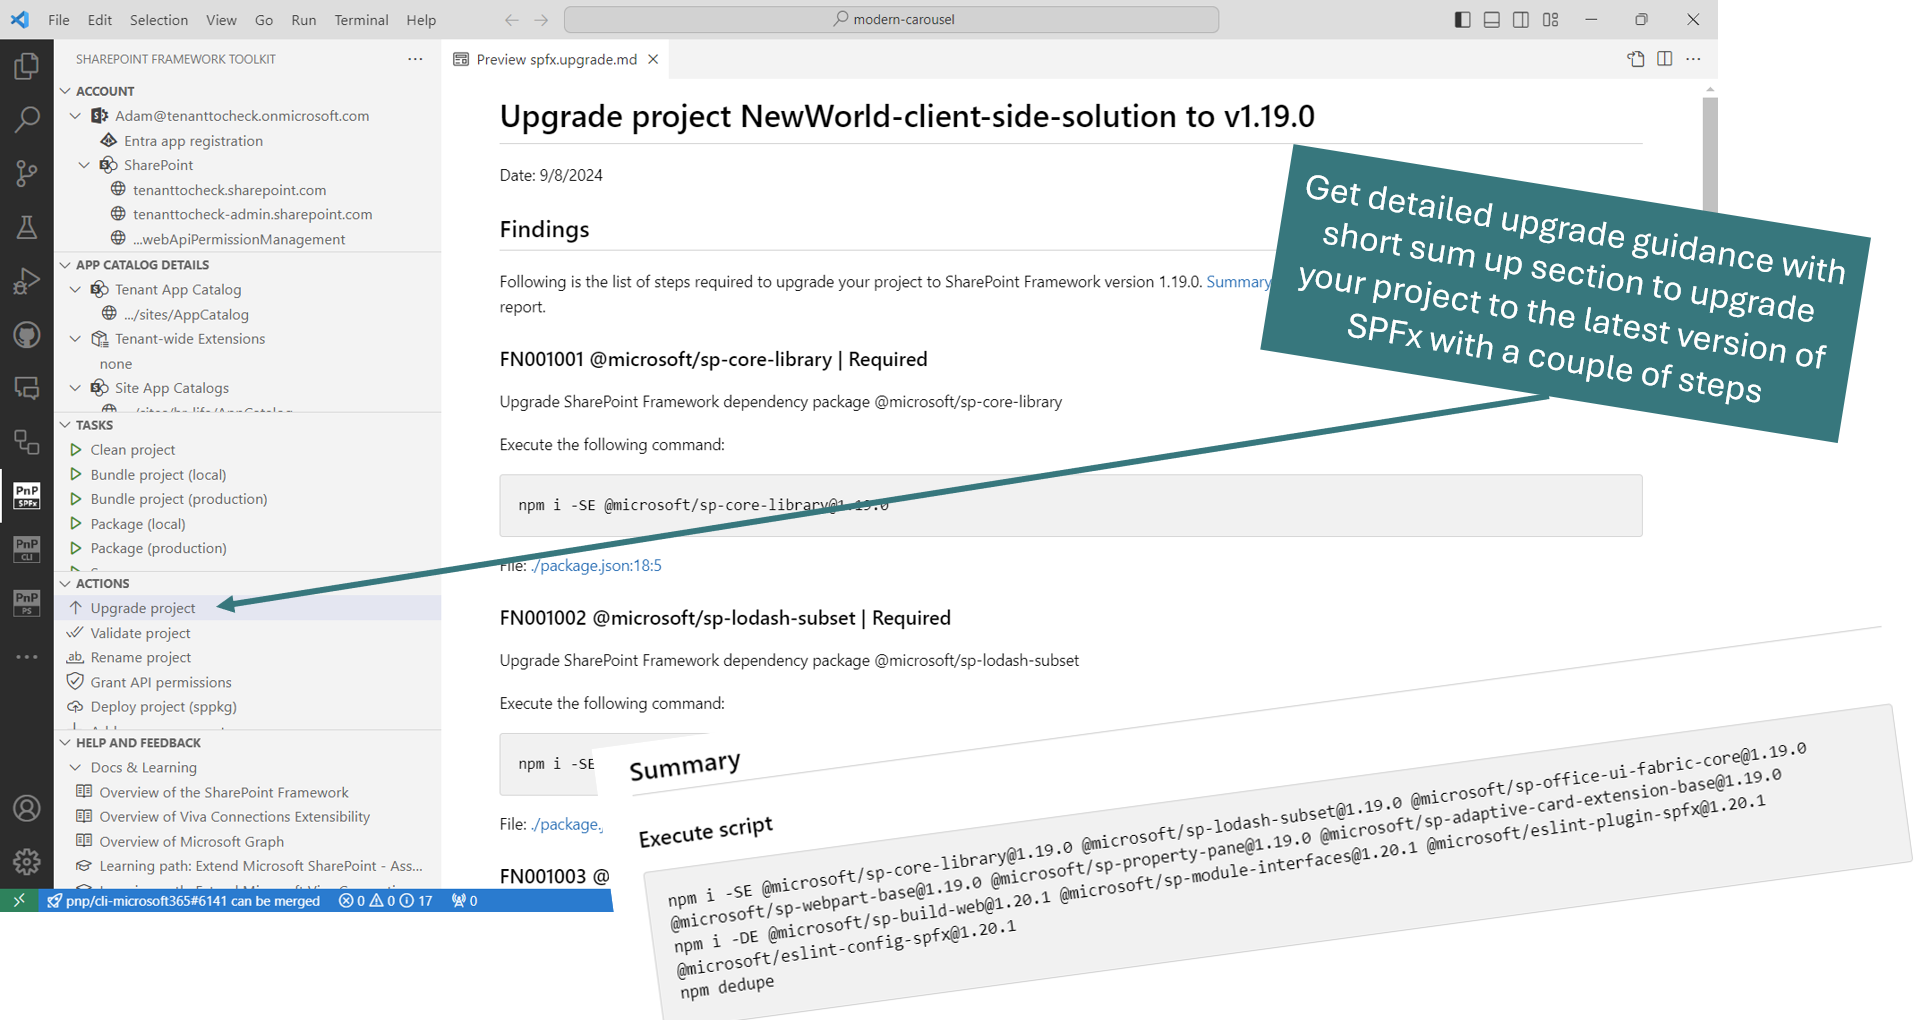 File Edit Selection View Go Run Terminal Help
modern-carousel
SHAREPOINT FRAMEWORK TOOLKIT
ACCOUNT
Adam@tenanttocheck.onmicrosoft.com
Entra app registration
SharePoint
tenanttocheck.sharepoint.com
tenanttocheck-admin.sharepoint.com
...webApiPermissionManagement
APP CATALOG DETAILS
Tenant App Catalog
.../sites/AppCatalog
Tenant-wide Extensions
none
Site App Catalogs
TASKS
Clean project
Bundle project (local)
Bundle project (production)
Package (local)
Package (production)
ACTIONS
Upgrade project
Validate project
Rename project
Grant API permissions
Deploy project (sppkg)
HELP AND FEEDBACK
Docs & Learning
Overview of the SharePoint Framework
Overview of Viva Connections Extensibility
Overview of Microsoft Graph
Learning path: Extend Microsoft SharePoint - Ass...
PnP
SPFx
PnP
CLI
PnP
PS
pnp/cli-microsoft365#6141 can be merged 0 0 17 0
Preview spfx.upgrade.md
Upgrade project NewWorld-client-side-solution to v1.19.0
Date: 9/8/2024
Findings
Following is the list of steps required to upgrade your project to SharePoint Framework version 1.19.0. Summary
report.
FN001001 @microsoft/sp-core-library | Required
Upgrade SharePoint Framework dependency package @microsoft/sp-core-library
Execute the following command:
npm i -SE @microsoft/sp-core-library@1.19.0
File: ./package.json:18:5
FN001002 @microsoft/sp-lodash-subset | Required
Upgrade SharePoint Framework dependency package @microsoft/sp-lodash-subset
Execute the following command:
npm i -SE
File: ./package.
FN001003 @
Get detailed upgrade guidance with
short sum up section to upgrade
your project to the latest version of
SPFx with a couple of steps
Summary
Execute script
npm i -SE @microsoft/sp-core-library@1.19.0 @microsoft/sp-lodash-subset@1.19.0 @microsoft/sp-office-ui-fabric-core@1.19.0
@microsoft/sp-webpart-base@1.19.0 @microsoft/sp-property-pane@1.19.0 @microsoft/sp-adaptive-card-extension-base@1.19.0
npm i -DE @microsoft/sp-build-web@1.20.1 @microsoft/sp-module-interfaces@1.20.1 @microsoft/eslint-plugin-spfx@1.20.1
@microsoft/eslint-config-spfx@1.20.1
npm dedupe